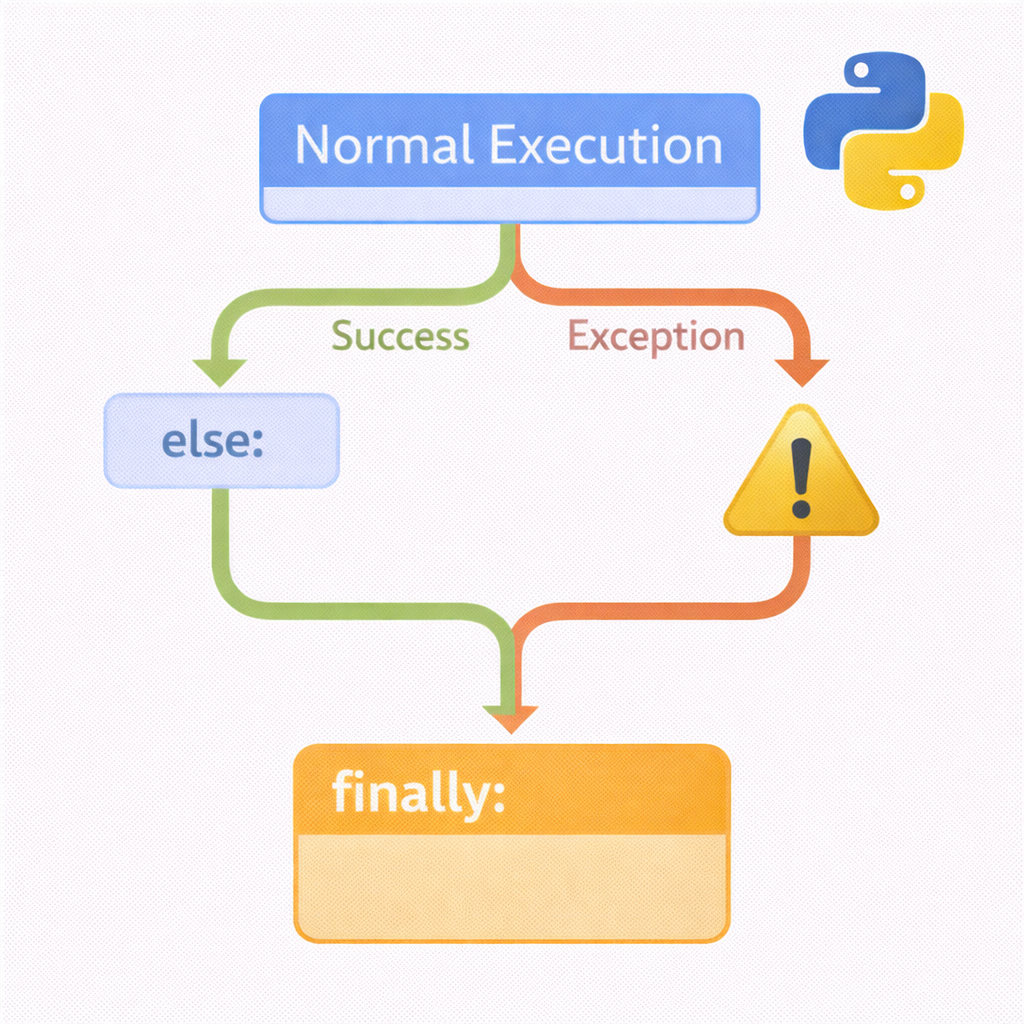 Normal Execution
Success
Exception
else:
finally: